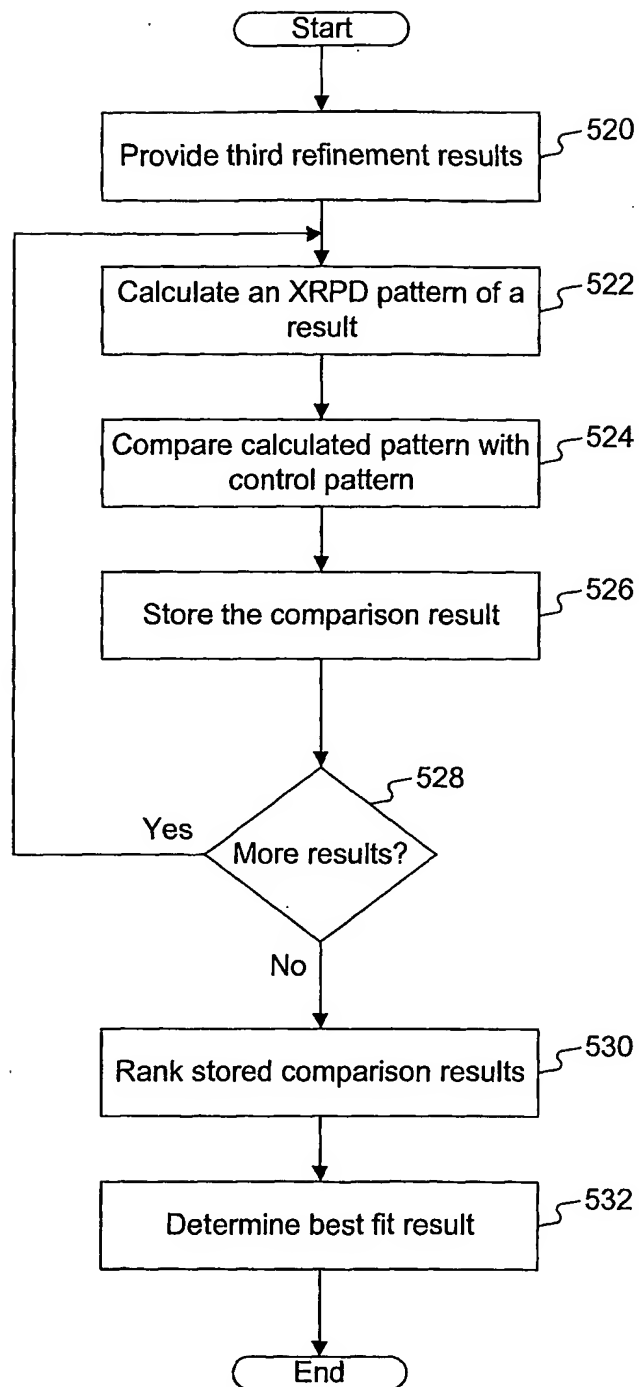 Start
Provide third refinement results
520
Calculate an XRPD pattern of a
result
522
Compare calculated pattern with
control pattern
524
Store the comparison result
526
528
Yes
More results?
No
Rank stored comparison results
530
Determine best fit result
532
End